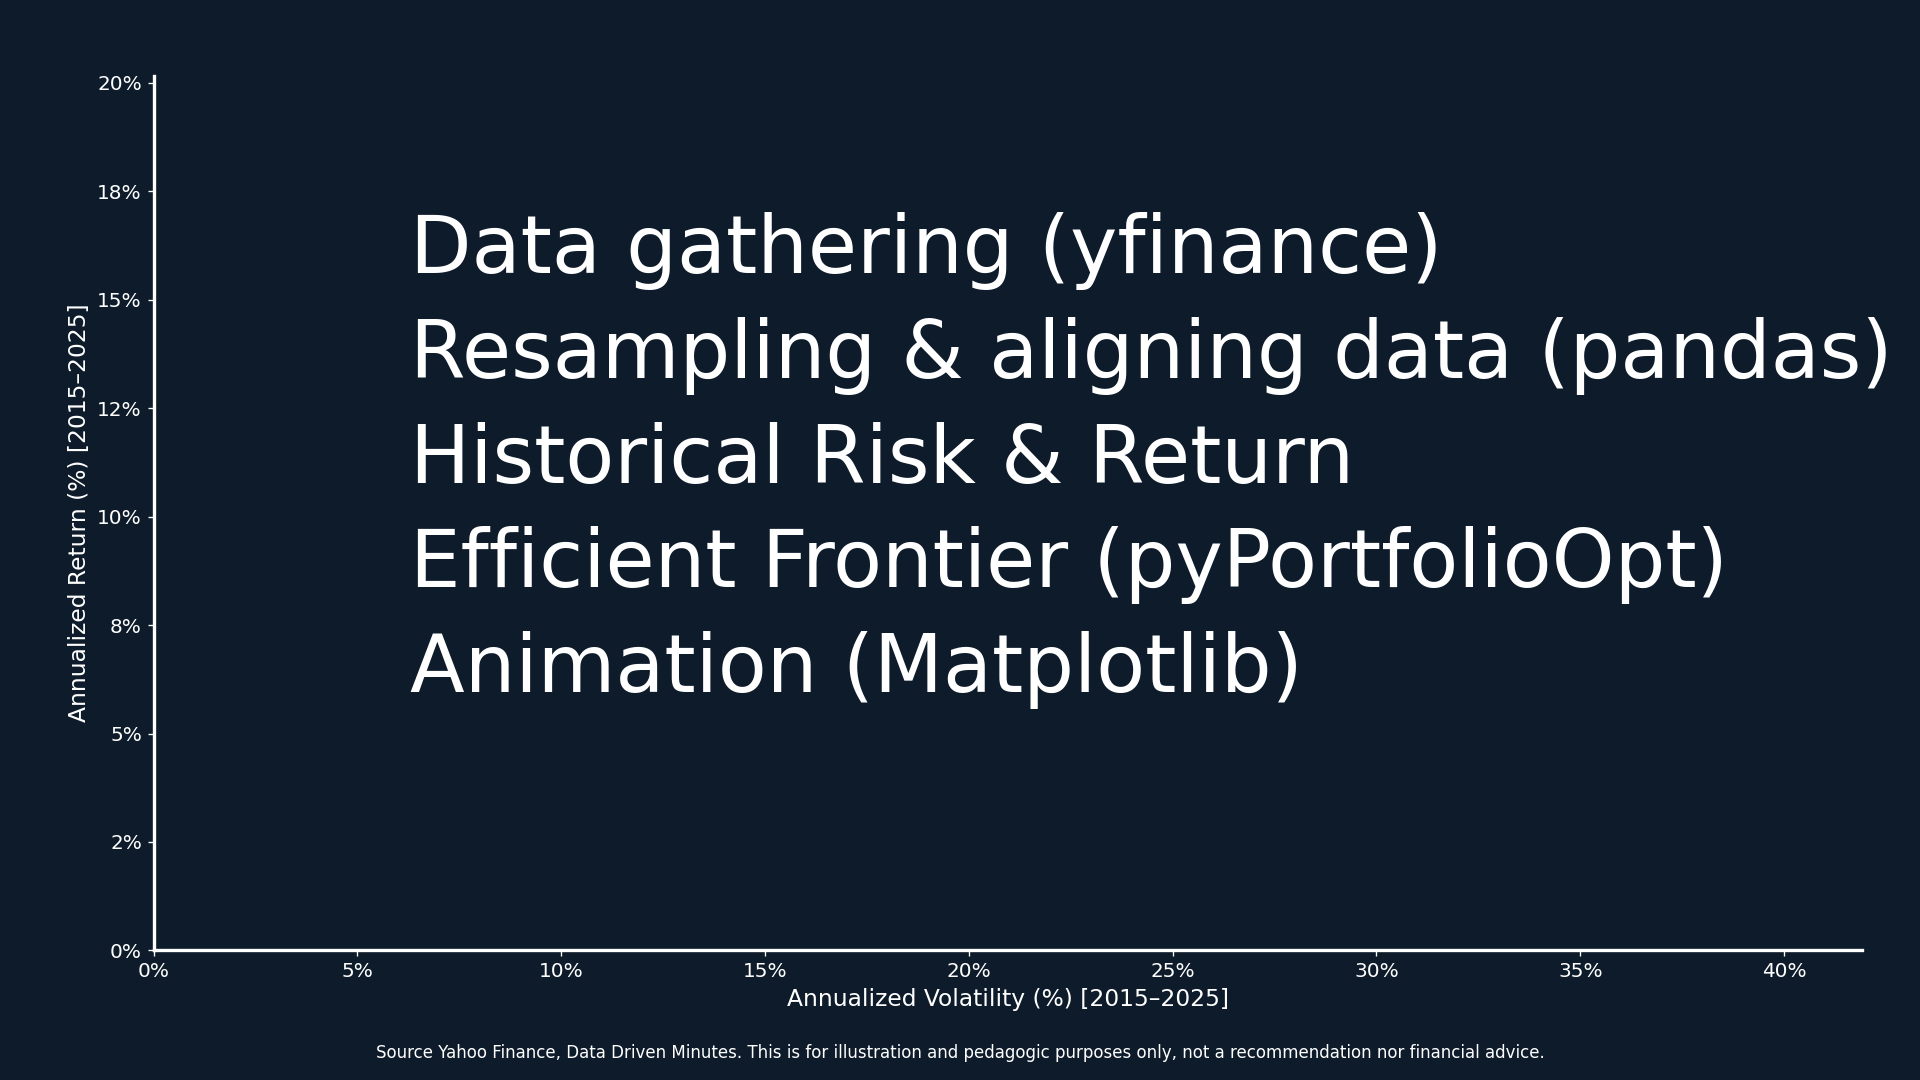 20%
18%
15%
12%
10%
8%
5%
2%
0%
Annualized Return (%) [2015–2025]
Data gathering (yfinance)
Resampling & aligning data (pandas)
Historical Risk & Return
Efficient Frontier (pyPortfolioOpt)
Animation (Matplotlib)
0% 5% 10% 15% 20% 25% 30% 35% 40%
Annualized Volatility (%) [2015–2025]
Source Yahoo Finance, Data Driven Minutes. This is for illustration and pedagogic purposes only, not a recommendation nor financial advice.